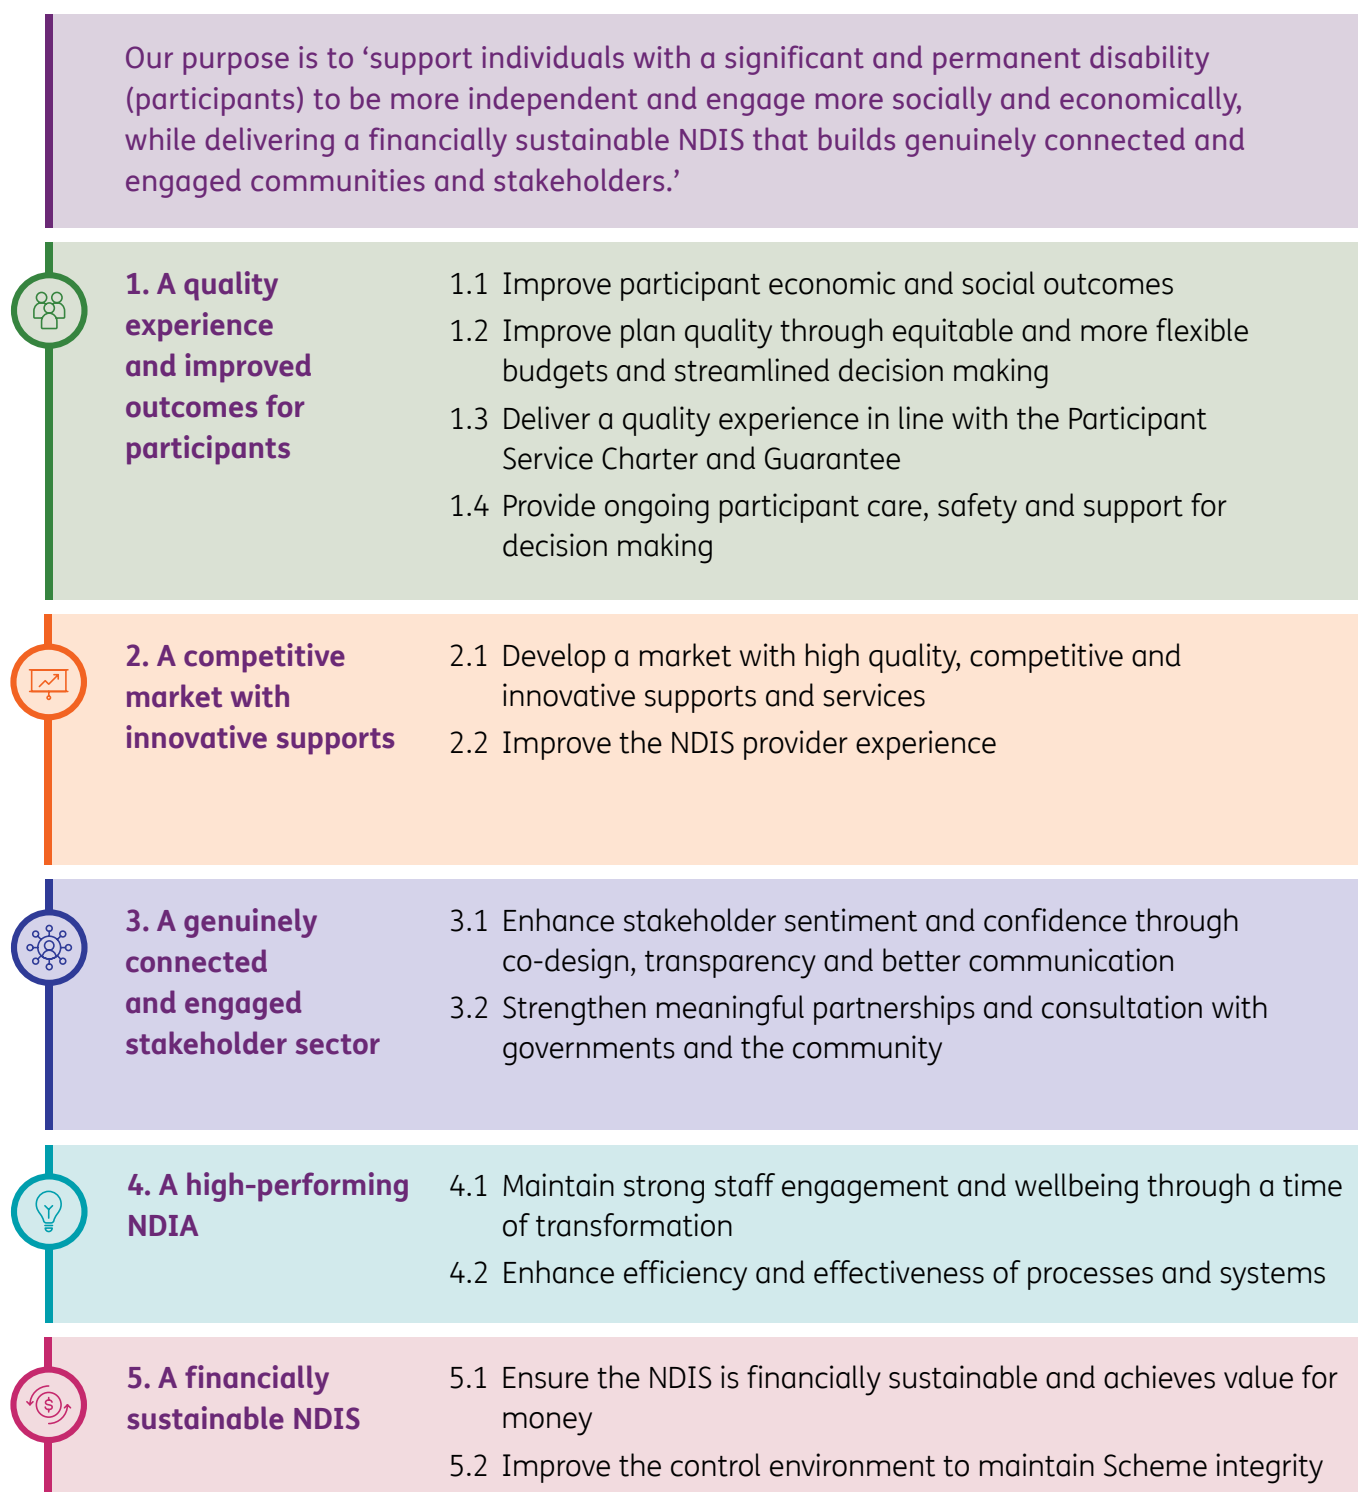 Our purpose is to ‘support individuals with a significant and permanent disability
(participants) to be more independent and engage more socially and economically,
while delivering a financially sustainable NDIS that builds genuinely connected and
engaged communities and stakeholders.’
1. A quality
experience
and improved
outcomes for
participants
1.1 Improve participant economic and social outcomes
1.2 Improve plan quality through equitable and more flexible
budgets and streamlined decision making
1.3 Deliver a quality experience in line with the Participant
Service Charter and Guarantee
1.4 Provide ongoing participant care, safety and support for
decision making
2. A competitive
market with
innovative supports
2.1 Develop a market with high quality, competitive and
innovative supports and services
2.2 Improve the NDIS provider experience
3. A genuinely
connected
and engaged
stakeholder sector
3.1 Enhance stakeholder sentiment and confidence through
co-design, transparency and better communication
3.2 Strengthen meaningful partnerships and consultation with
governments and the community
4. A high-performing
NDIA
4.1 Maintain strong staff engagement and wellbeing through a time
of transformation
4.2 Enhance efficiency and effectiveness of processes and systems
5. A financially
sustainable NDIS
$
5.1 Ensure the NDIS is financially sustainable and achieves value for
money
5.2 Improve the control environment to maintain Scheme integrity